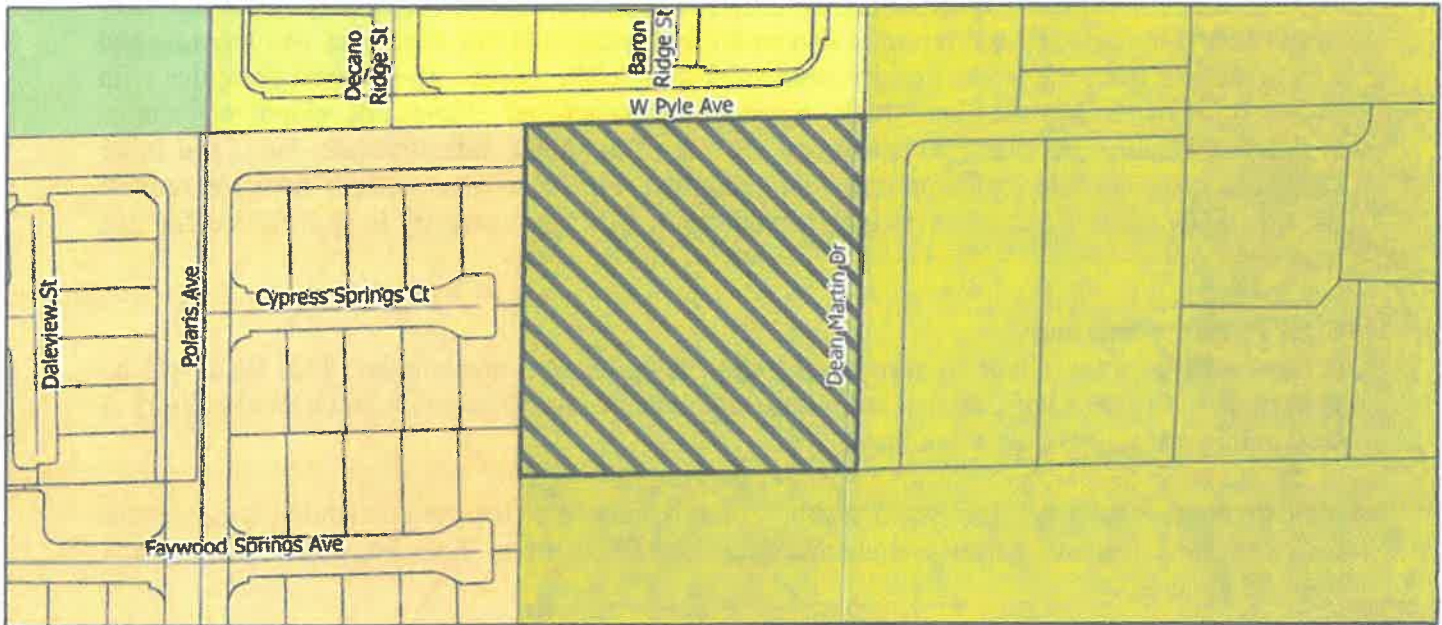 Decano
Ridge St
Baron
Ridge St
W Pyle Ave
Daleview St
Polaris Ave
Cypress Springs Ct
Dean Martin Dr
Faywood Springs Ave